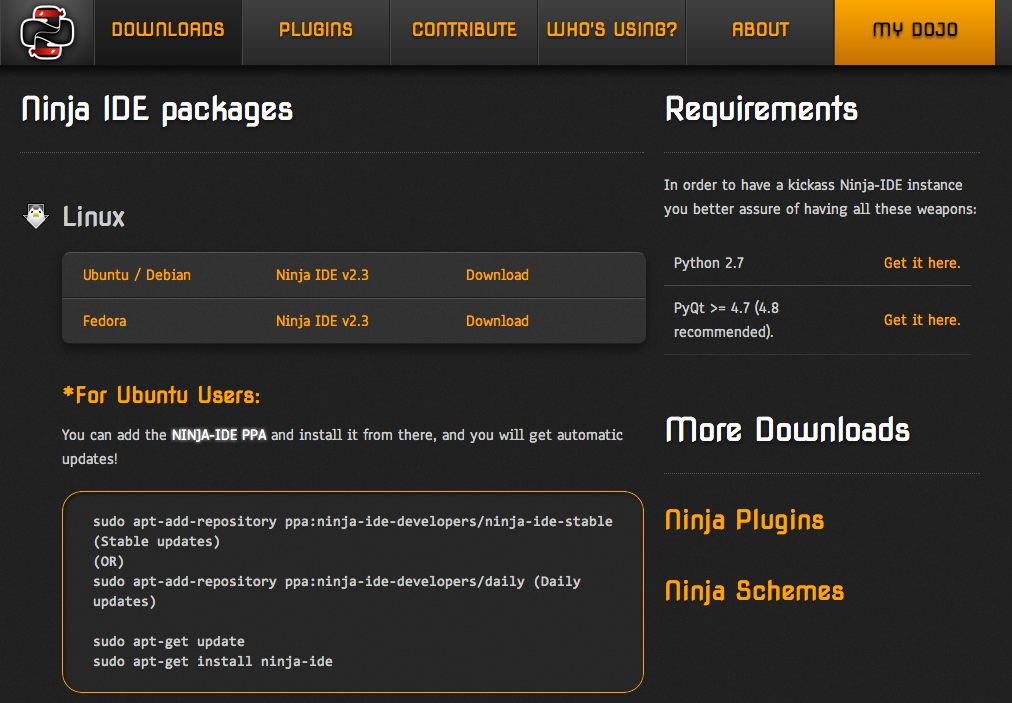 DOWNLOADS PLUGINS CONTRIBUTE WHO'S USING? ABOUT MY DOJO
Ninja IDE packages
Linux
Ubuntu / Debian Ninja IDE v2.3 Download
Fedora Ninja IDE v2.3 Download
*For Ubuntu Users:
You can add the NINJA-IDE PPA and install it from there, and you will get automatic
updates!
sudo apt-add-repository ppa:ninja-ide-developers/ninja-ide-stable
(Stable updates)
(OR)
sudo apt-add-repository ppa:ninja-ide-developers/daily (Daily
updates)
sudo apt-get update
sudo apt-get install ninja-ide
Requirements
In order to have a kickass Ninja-IDE instance
you better assure of having all these weapons:
Python 2.7 Get it here.
PyQt >= 4.7 (4.8
recommended). Get it here.
More Downloads
Ninja Plugins
Ninja Schemes